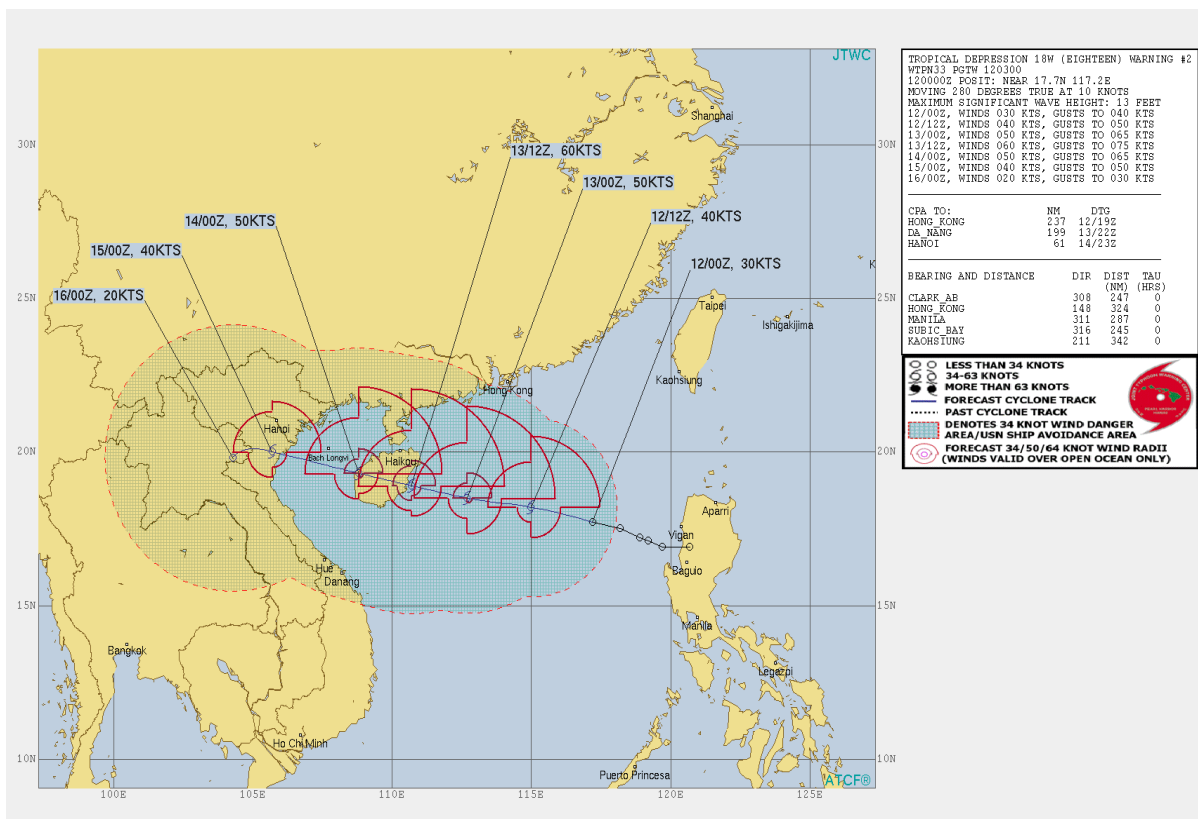 JTWC
TROPICAL DEPRESSION 18W (EIGHTEEN) WARNING #2
WTPN33 PGTW 120300
120000Z POSIT: NEAR 17.7N 117.2E
MOVING 280 DEGREES TRUE AT 10 KNOTS
MAXIMUM SIGNIFICANT WAVE HEIGHT: 13 FEET
12/00Z, WINDS 030 KTS, GUSTS TO 040 KTS
12/12Z, WINDS 040 KTS, GUSTS TO 050 KTS
13/00Z, WINDS 050 KTS, GUSTS TO 065 KTS
13/12Z, WINDS 060 KTS, GUSTS TO 075 KTS
14/00Z, WINDS 050 KTS, GUSTS TO 065 KTS
15/00Z, WINDS 040 KTS, GUSTS TO 050 KTS
16/00Z, WINDS 020 KTS, GUSTS TO 030 KTS
CPA TO: NM DTG
HONG_KONG 237 12/19Z
DA_NANG 199 13/22Z
HANOI 61 14/23Z
BEARING AND DISTANCE DIR DIST TAU
(NM) (HRS)
CLARK_AB 308 247 0
HONG_KONG 148 324 0
MANILA 311 287 0
SUBIC_BAY 316 245 0
KAOHSIUNG 211 342 0
LESS THAN 34 KNOTS
34-63 KNOTS
MORE THAN 63 KNOTS
FORECAST CYCLONE TRACK
PAST CYCLONE TRACK
DENOTES 34 KNOT WIND DANGER
AREA/USN SHIP AVOIDANCE AREA
FORECAST 34/50/64 KNOT WIND RADII
(WINDS VALID OVER OPEN OCEAN ONLY)
Shanghai
30N
30N
13/12Z, 60KTS
13/00Z, 50KTS
12/12Z, 40KTS
14/00Z, 50KTS
15/00Z, 40KTS
12/00Z, 30KTS
K
16/00Z, 20KTS
25N
25N
Taipei
Ishigakijima
Kaohsiung
Hong Kong
Hanoi
20N
20N
Bach Longvi
Haikou
Aparri
Vigan
Hue
Baguio
Danang
15N
15N
Manila
Bangkok
Legazpi
Ho Chi Minh
10N
10N
Puerto Princesa
ATCF®
100E
105E
110E
115E
120E
125E